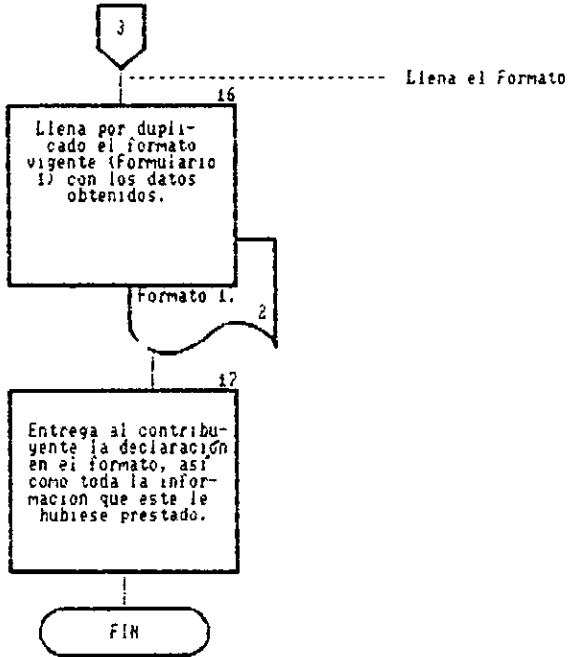 3
Llena el Formato
16
Llena por dupli-
cado el formato
vigente (Formulario
1) con los datos
obtenidos.
Formato 1.
2
17
Entrega al contribu-
yente la declaración
en el formato, así
como toda la infor-
macion que este le
hubiese prestado.
FIN